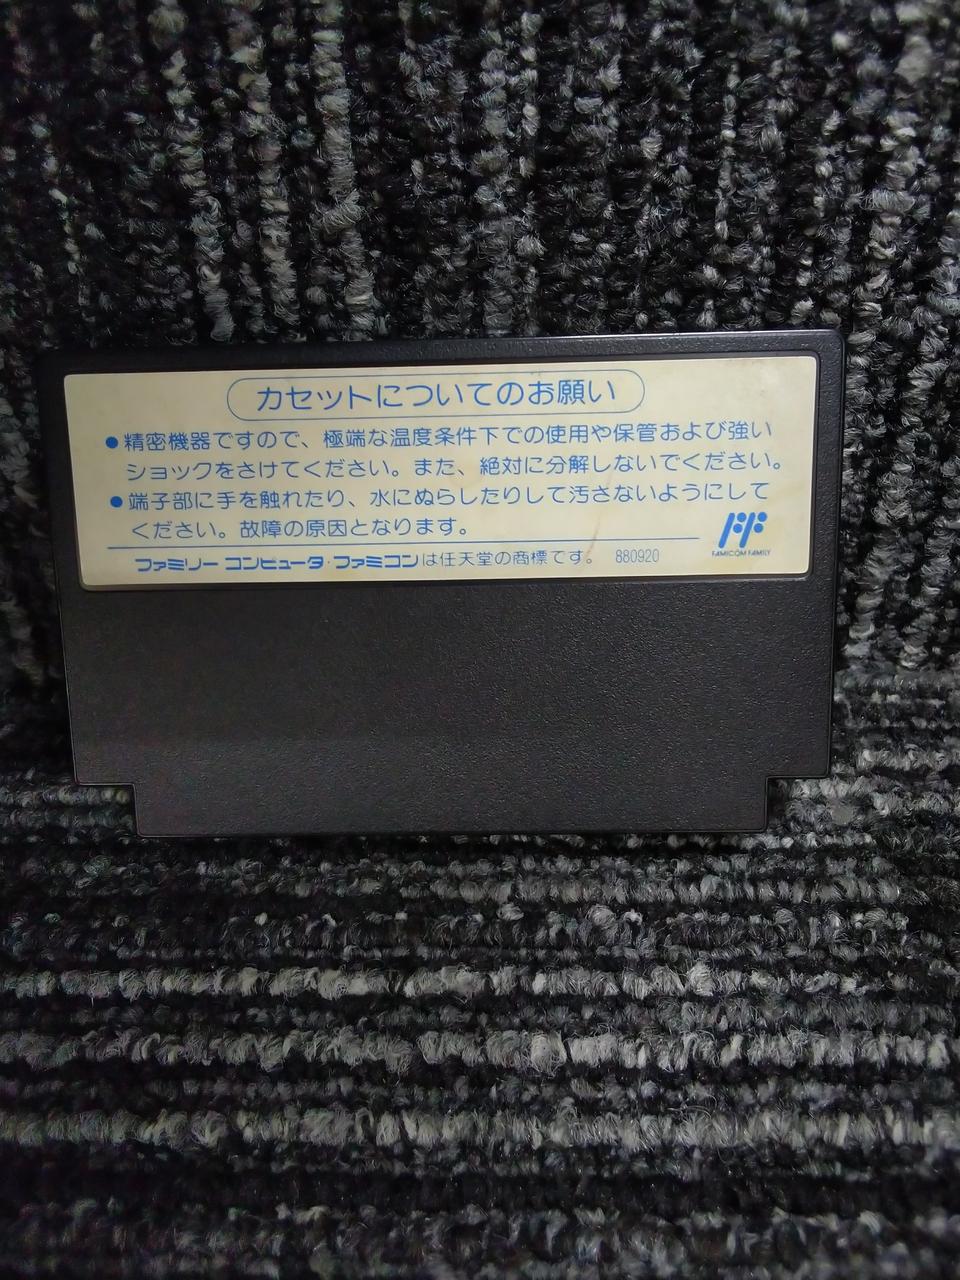 カセットについてのお願い
●精密機器ですので、極端な温度条件下での使用や保管および強い
ショックをさけてください。また、絶対に分解しないでください。
●端子部に手を触れたり、水にぬらしたりして汚さないようにして
ください。故障の原因となります。
FAMICOM FAMILY
ファミリー コンピュータ・ファミコンは任天堂の商標です。 880920